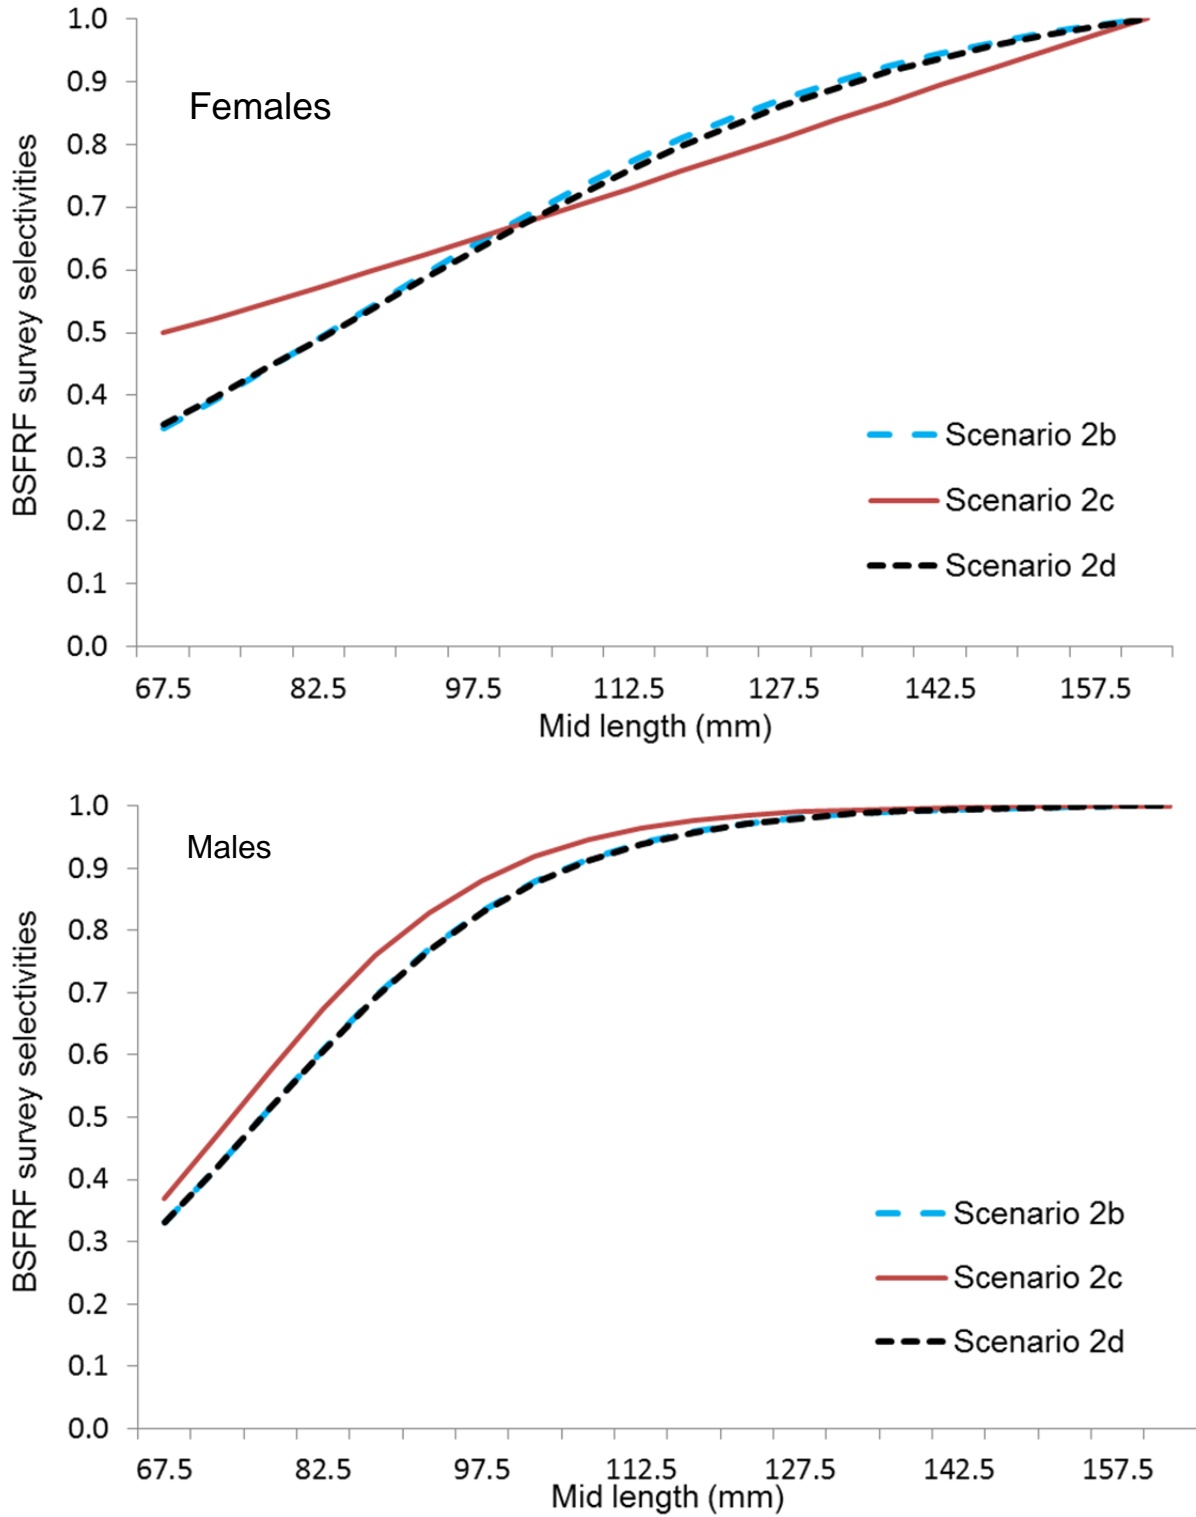 1.0
0.9
0.8
0.7
0.6
0.5
0.4
0.3
0.2
0.1
0.0
BSFRF survey selectivities
Females
Scenario 2b
Scenario 2c
Scenario 2d
67.5 82.5 97.5 112.5 127.5 142.5 157.5
Mid length (mm)
1.0
0.9
0.8
0.7
0.6
0.5
0.4
0.3
0.2
0.1
0.0
BSFRF survey selectivities
Males
Scenario 2b
Scenario 2c
Scenario 2d
67.5 82.5 97.5 112.5 127.5 142.5 157.5
Mid length (mm)